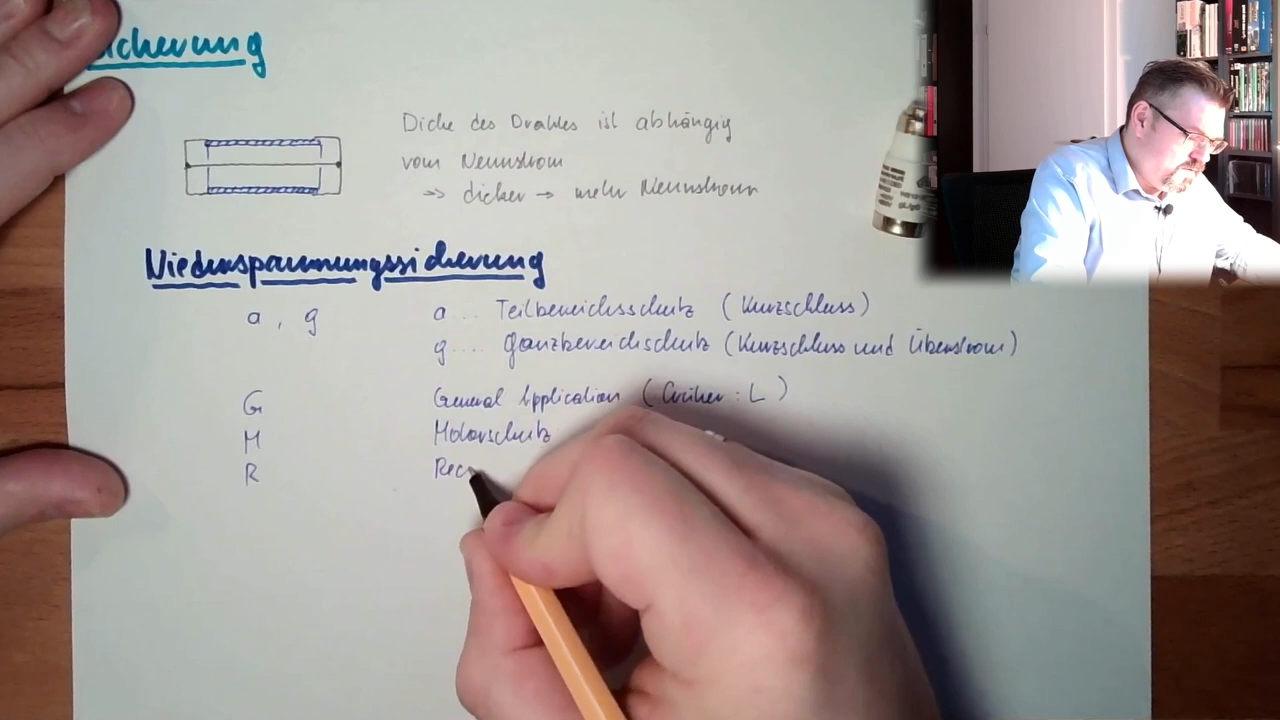 icherung
Dicke des Drahtes ist abhängig
vom Nennstrom
⇒ dicker → mehr Nennstrom
Niederspannungssicherung
a , g a ... Teilbereichsschutz (Kurzschluss)
g .... Ganzbereichschutz (Kurzschluss und Überstrom)
G General Application (früher : L )
M Motorschutz
R Rec